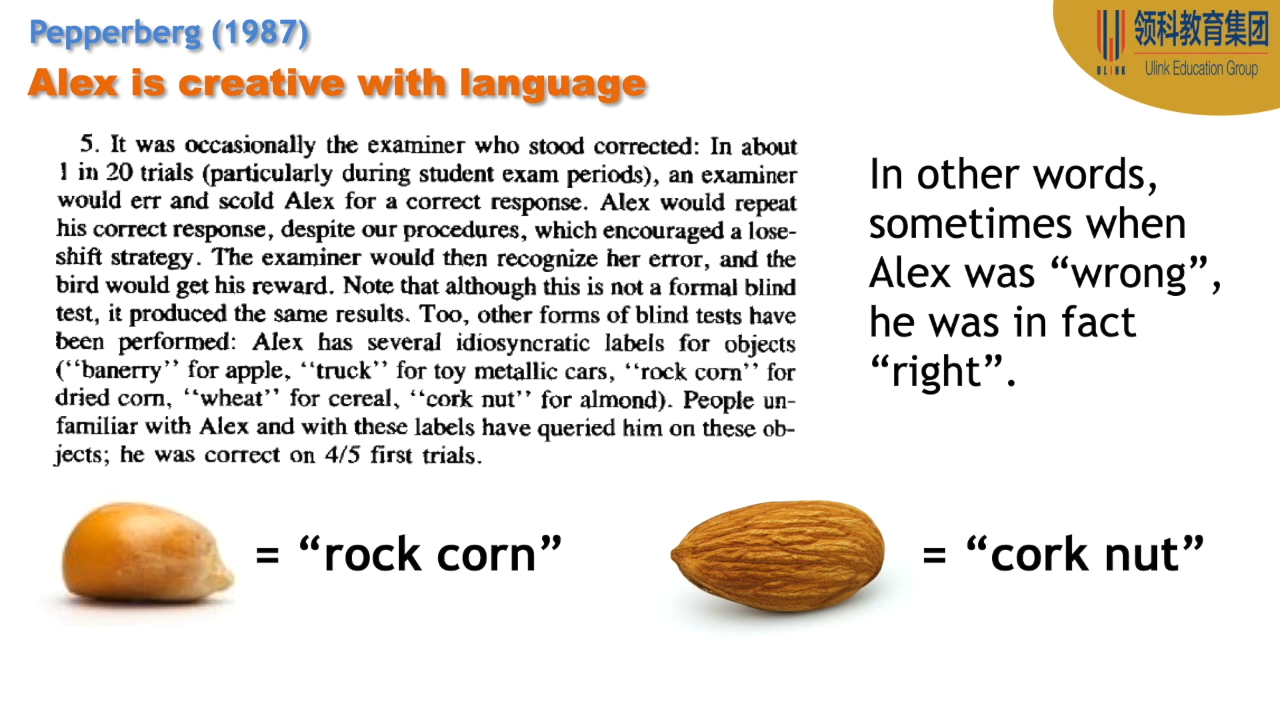 Pepperberg (1987)
Alex is creative with language
领科教育集团
ULINK
Ulink Education Group
5. It was occasionally the examiner who stood corrected: In about
1 in 20 trials (particularly during student exam periods), an examiner
would err and scold Alex for a correct response. Alex would repeat
his correct response, despite our procedures, which encouraged a lose-
shift strategy. The examiner would then recognize her error, and the
bird would get his reward. Note that although this is not a formal blind
test, it produced the same results. Too, other forms of blind tests have
been performed: Alex has several idiosyncratic labels for objects
(‘‘banerry’’ for apple, ‘‘truck’’ for toy metallic cars, ‘‘rock corn’’ for
dried corn, ‘‘wheat’’ for cereal, ‘‘cork nut’’ for almond). People un-
familiar with Alex and with these labels have queried him on these ob-
jects; he was correct on 4/5 first trials.
In other words,
sometimes when
Alex was “wrong”,
he was in fact
“right”.
= “rock corn”
= “cork nut”